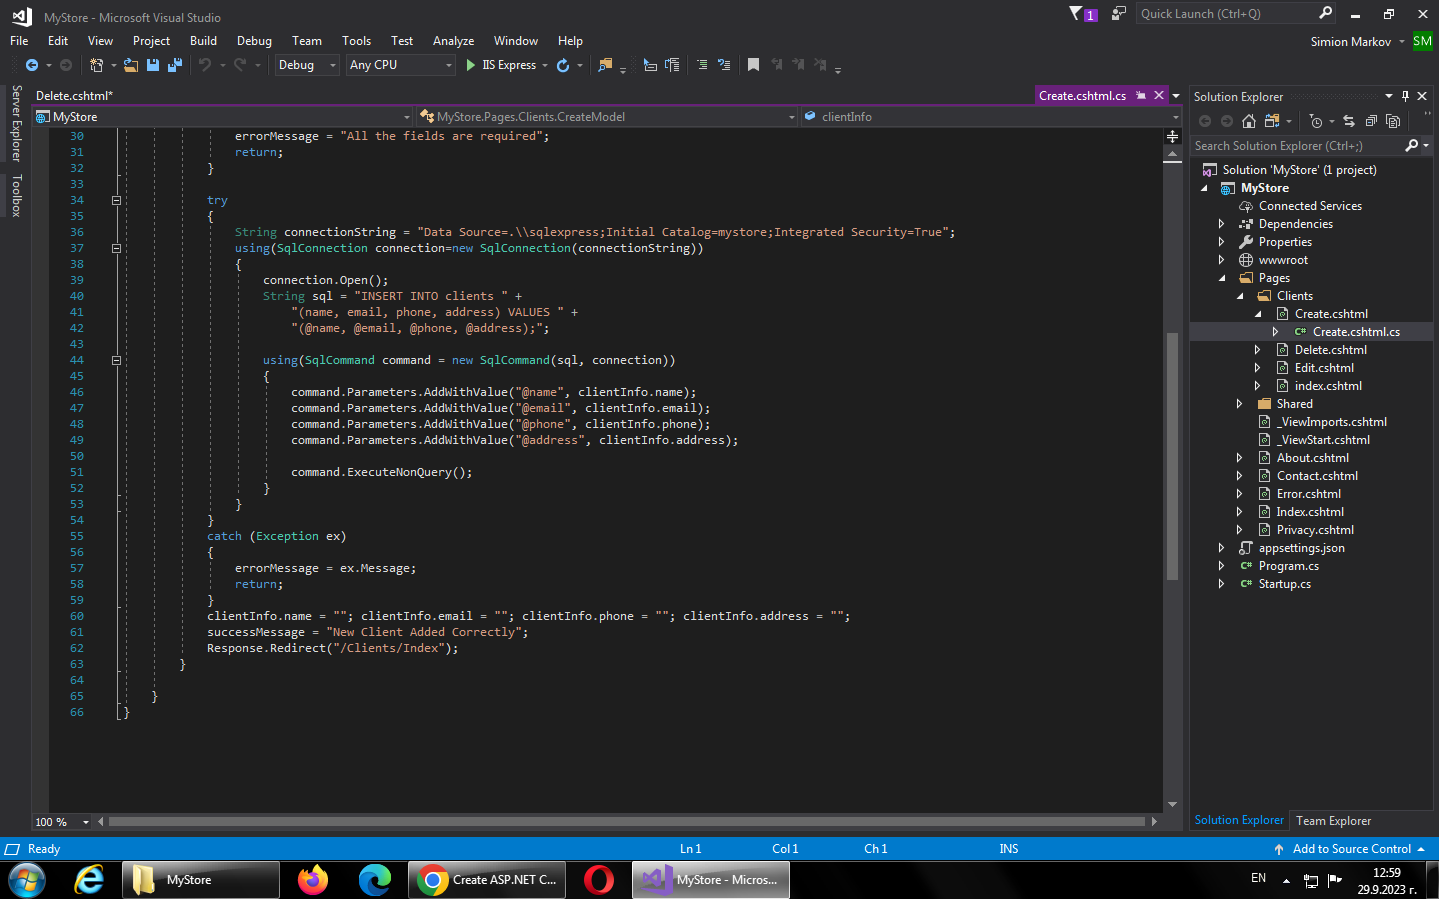 MyStore - Microsoft Visual Studio
1
Quick Launch (Ctrl+Q)
File Edit View Project Build Debug Team Tools Test Analyze Window Help
Simion Markov SM
Debug Any CPU IIS Express
Server Explorer
Toolbox
Delete.cshtml*
Create.cshtml.cs
MyStore MyStore.Pages.Clients.CreateModel clientInfo
30 errorMessage = "All the fields are required";
31 return;
32 }
33
34 try
35 {
36 String connectionString = "Data Source=.\\sqlexpress;Initial Catalog=mystore;Integrated Security=True";
37 using(SqlConnection connection=new SqlConnection(connectionString))
38 {
39 connection.Open();
40 String sql = "INSERT INTO clients " +
41 "(name, email, phone, address) VALUES " +
42 "(@name, @email, @phone, @address);";
43
44 using(SqlCommand command = new SqlCommand(sql, connection))
45 {
46 command.Parameters.AddWithValue("@name", clientInfo.name);
47 command.Parameters.AddWithValue("@email", clientInfo.email);
48 command.Parameters.AddWithValue("@phone", clientInfo.phone);
49 command.Parameters.AddWithValue("@address", clientInfo.address);
50
51 command.ExecuteNonQuery();
52 }
53 }
54 }
55 catch (Exception ex)
56 {
57 errorMessage = ex.Message;
58 return;
59 }
60 clientInfo.name = ""; clientInfo.email = ""; clientInfo.phone = ""; clientInfo.address = "";
61 successMessage = "New Client Added Correctly";
62 Response.Redirect("/Clients/Index");
63 }
64
65 }
66 }
100 %
Solution Explorer
Search Solution Explorer (Ctrl+;)
Solution 'MyStore' (1 project)
MyStore
Connected Services
Dependencies
Properties
wwwroot
Pages
Clients
Create.cshtml
C# Create.cshtml.cs
Delete.cshtml
Edit.cshtml
index.cshtml
Shared
_ViewImports.cshtml
_ViewStart.cshtml
About.cshtml
Contact.cshtml
Error.cshtml
Index.cshtml
Privacy.cshtml
appsettings.json
C# Program.cs
C# Startup.cs
Solution Explorer Team Explorer
Ready Ln 1 Col 1 Ch 1 INS Add to Source Control
MyStore
Create ASP.NET C...
MyStore - Micros...
EN
12:59
29.9.2023 г.